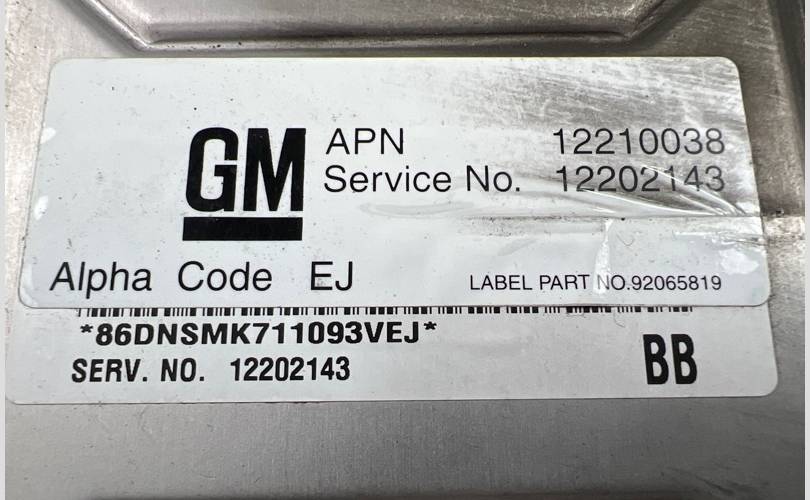 GM
APN 12210038
Service No. 12202143
Alpha Code EJ
LABEL PART NO.92065819
*86DNSMK711093VEJ*
SERV. NO. 12202143
BB